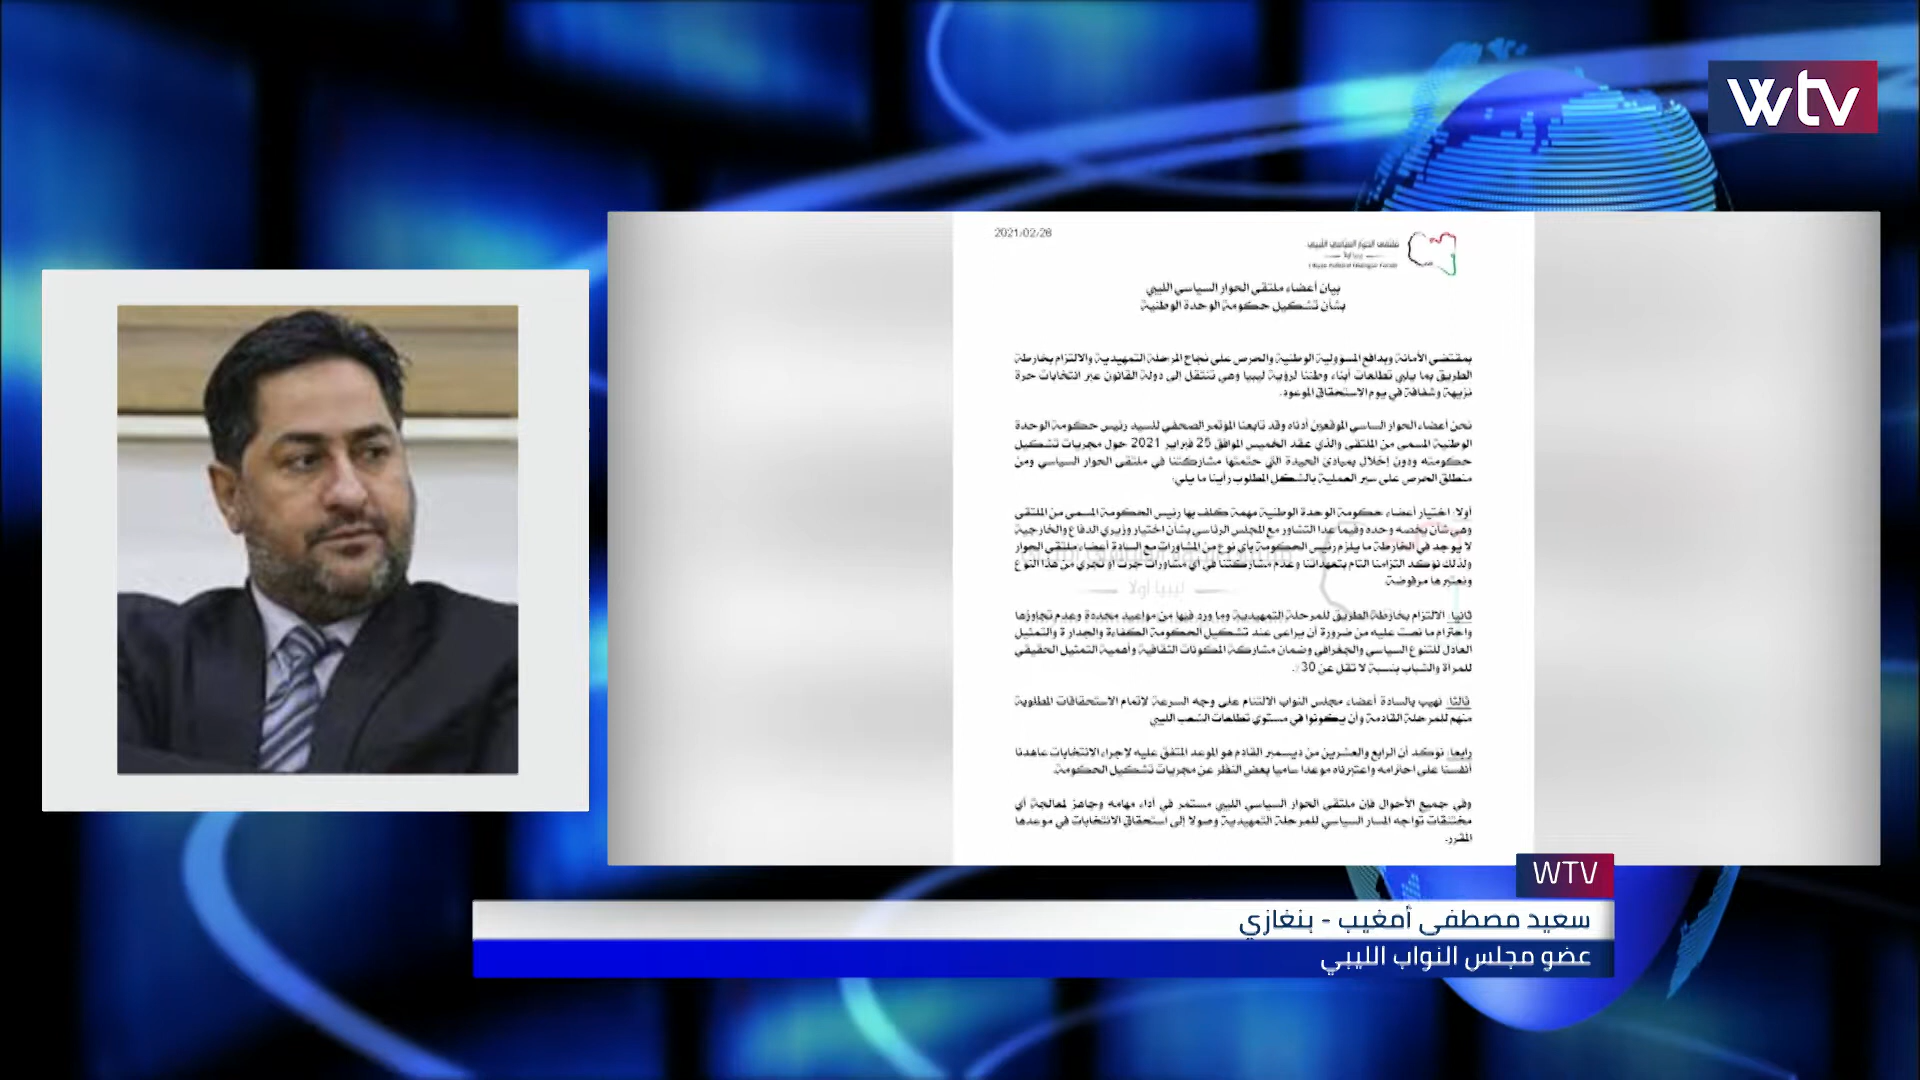 wtv
2021/02/28
ملتقى الحوار السياسي الليبي
ليبيا أولا
Libyan Political Dialogue Forum
بيان أعضاء ملتقى الحوار السياسي الليبي
بشأن تشكيل حكومة الوحدة الوطنية
بمقتضى الأمانة وبدافع المسؤولية الوطنية والحرص على نجاح المرحلة التمهيدية والالتزام بخارطة
الطريق بما يلبي تطلعات أبناء وطننا لرؤية ليبيا وهي تنتقل الى دولة القانون عبر انتخابات حرة
نزيهة وشفافة في يوم الاستحقاق الموعود.
نحن أعضاء الحوار الساسي الموقعين أدناه وقد تابعنا المؤتمر الصحفي للسيد رئيس حكومة الوحدة
الوطنية المسمى من الملتقى والذي عقد الخميس الموافق 25 فبراير 2021 حول مجريات تشكيل
حكومته ودون إخلال بمبادئ الحيدة التي حتمتها مشاركتنا في ملتقى الحوار السياسي ومن
منطلق الحرص على سير العملية بالشكل المطلوب رأينا ما يلي:
أولا: اختيار أعضاء حكومة الوحدة الوطنية مهمة كلف بها رئيس الحكومة المسمى من الملتقى
وهي شأن يخصه وحده وفيما عدا التشاور مع المجلس الرئاسي بشأن اختيار وزيري الدفاع والخارجية
لا يوجد في الخارطة ما يلزم رئيس الحكومة بأي نوع من المشاورات مع السادة أعضاء ملتقى الحوار
ولذلك نؤكد التزامنا التام بتعهداتنا وعدم مشاركتنا في أي مشاورات جرت أو تجري من هذا النوع
ونعتبرها مرفوضة.
ليبيا أولا
ثانيا: الالتزام بخارطة الطريق للمرحلة التمهيدية وما ورد فيها من مواعيد محددة وعدم تجاوزها
واحترام ما نصت عليه من ضرورة أن يراعى عند تشكيل الحكومة الكفاءة والجدارة والتمثيل
العادل للتنوع السياسي والجغرافي وضمان مشاركة المكونات الثقافية وأهمية التمثيل الحقيقي
للمرأة والشباب بنسبة لا تقل عن 30٪.
ثالثا: نهيب بالسادة أعضاء مجلس النواب الالتئام على وجه السرعة لإتمام الاستحقاقات المطلوبة
منهم للمرحلة القادمة وأن يكونوا في مستوى تطلعات الشعب الليبي
رابعا: نؤكد أن الرابع والعشرين من ديسمبر القادم هو الموعد المتفق عليه لاجراء الانتخابات عاهدنا
أنفسنا على احترامه واعتبرناه موعدا ساميا بغض النظر عن مجريات تشكيل الحكومة.
وفي جميع الأحوال فإن ملتقى الحوار السياسي الليبي مستمر في أداء مهامه وجاهز لمعالجة أي
مختنقات تواجه المسار السياسي للمرحلة التمهيدية وصولا إلى استحقاق الانتخابات في موعدها
المقرر.
WTV
سعيد مصطفى أمغيب - بنغازي
عضو مجلس النواب الليبي